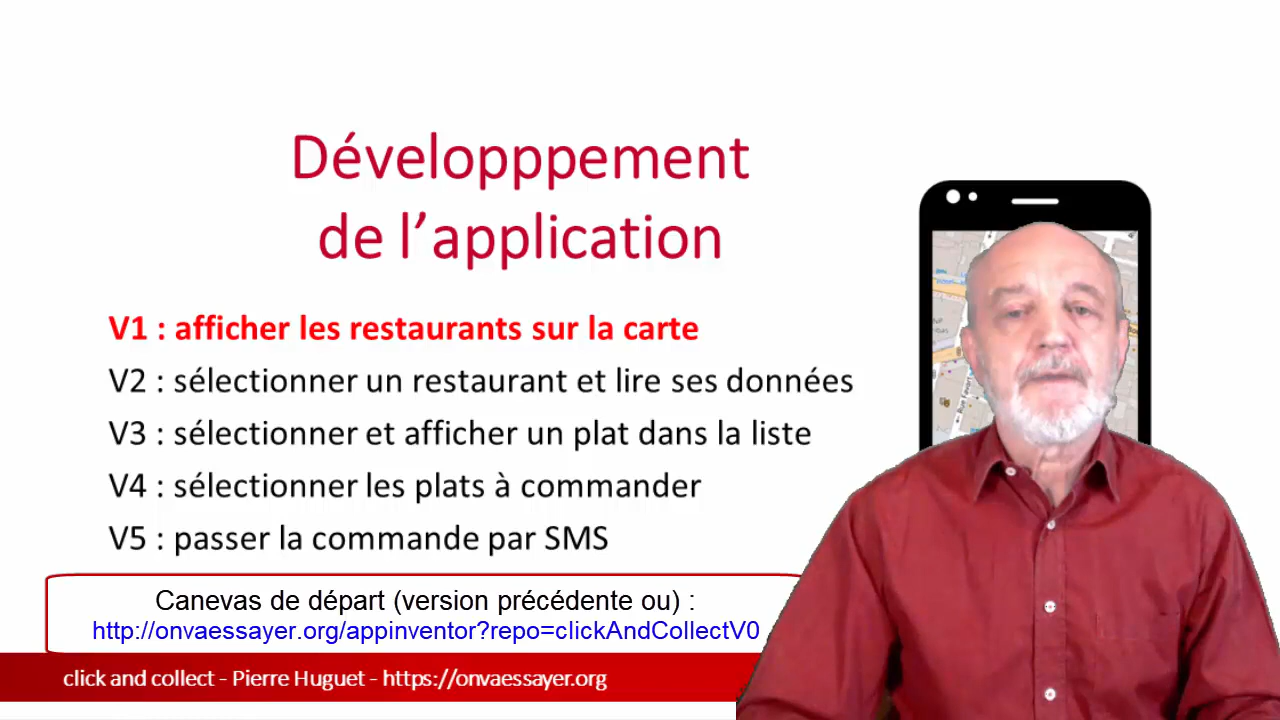 Développpement
de l’application
V1 : afficher les restaurants sur la carte
V2 : sélectionner un restaurant et lire ses données
V3 : sélectionner et afficher un plat dans la liste
V4 : sélectionner les plats à commander
V5 : passer la commande par SMS
Canevas de départ (version précédente ou) :
http://onvaessayer.org/appinventor?repo=clickAndCollectV0
click and collect - Pierre Huguet - https://onvaessayer.org